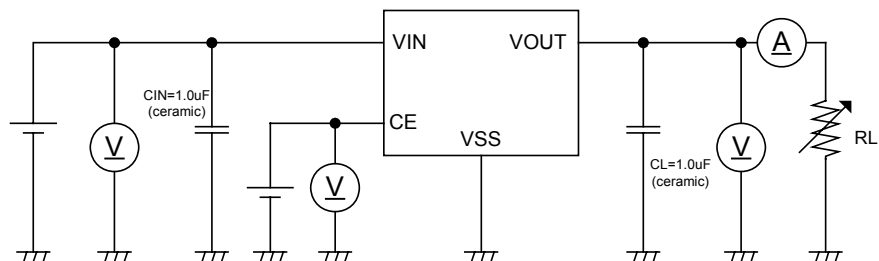 VIN
VOUT
A
CIN=1.0uF
(ceramic)
V
CE
VSS
V
CL=1.0uF
(ceramic)
V
RL